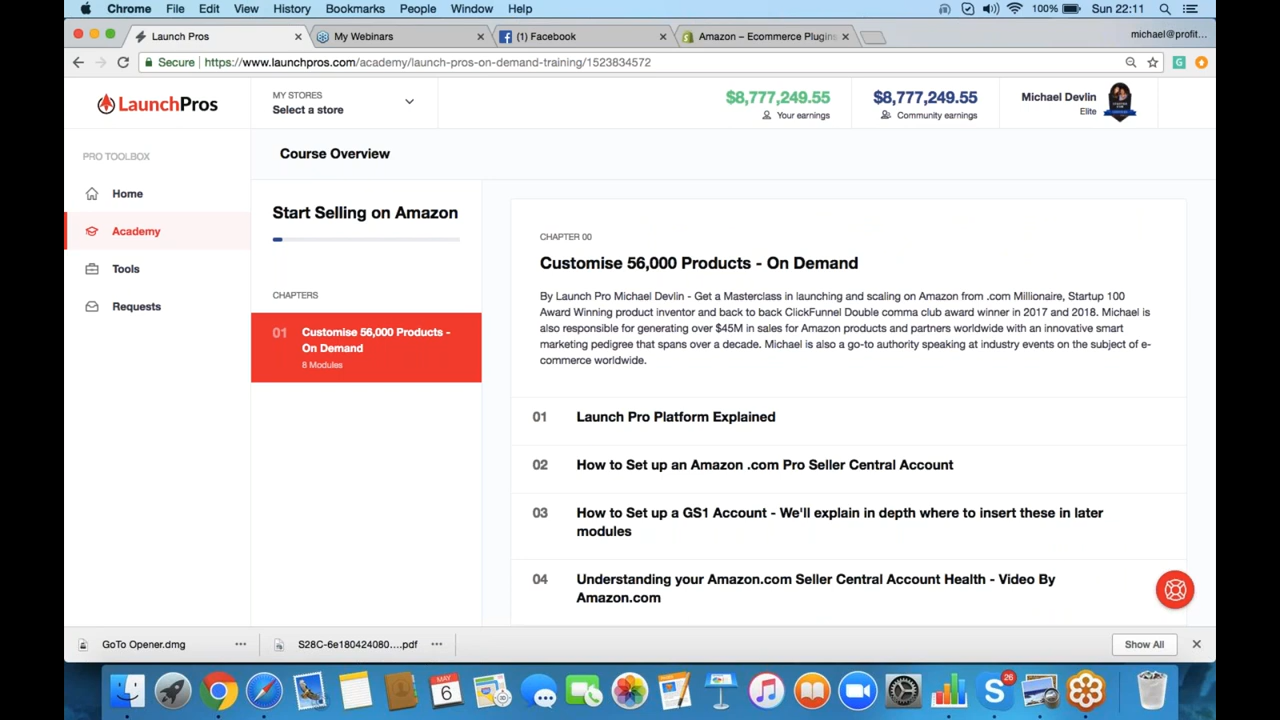 Chrome File Edit View History Bookmarks People Window Help 100% Sun 22:11
Launch Pros My Webinars (1) Facebook Amazon – Ecommerce Plugins michael@profit...
Secure https://www.launchpros.com/academy/launch-pros-on-demand-training/1523834572
LaunchPros
MY STORES
Select a store
$8,777,249.55
Your earnings
$8,777,249.55
Community earnings
Michael Devlin
Elite
PRO TOOLBOX
Home
Academy
Tools
Requests
Course Overview
Start Selling on Amazon
CHAPTERS
01 Customise 56,000 Products -
On Demand
8 Modules
CHAPTER 00
Customise 56,000 Products - On Demand
By Launch Pro Michael Devlin - Get a Masterclass in launching and scaling on Amazon from .com Millionaire, Startup 100
Award Winning product inventor and back to back ClickFunnel Double comma club award winner in 2017 and 2018. Michael is
also responsible for generating over $45M in sales for Amazon products and partners worldwide with an innovative smart
marketing pedigree that spans over a decade. Michael is also a go-to authority speaking at industry events on the subject of e-
commerce worldwide.
01 Launch Pro Platform Explained
02 How to Set up an Amazon .com Pro Seller Central Account
03 How to Set up a GS1 Account - We'll explain in depth where to insert these in later
modules
04 Understanding your Amazon.com Seller Central Account Health - Video By
Amazon.com
GoTo Opener.dmg S28C-6e180424080....pdf Show All
MAY
6
26